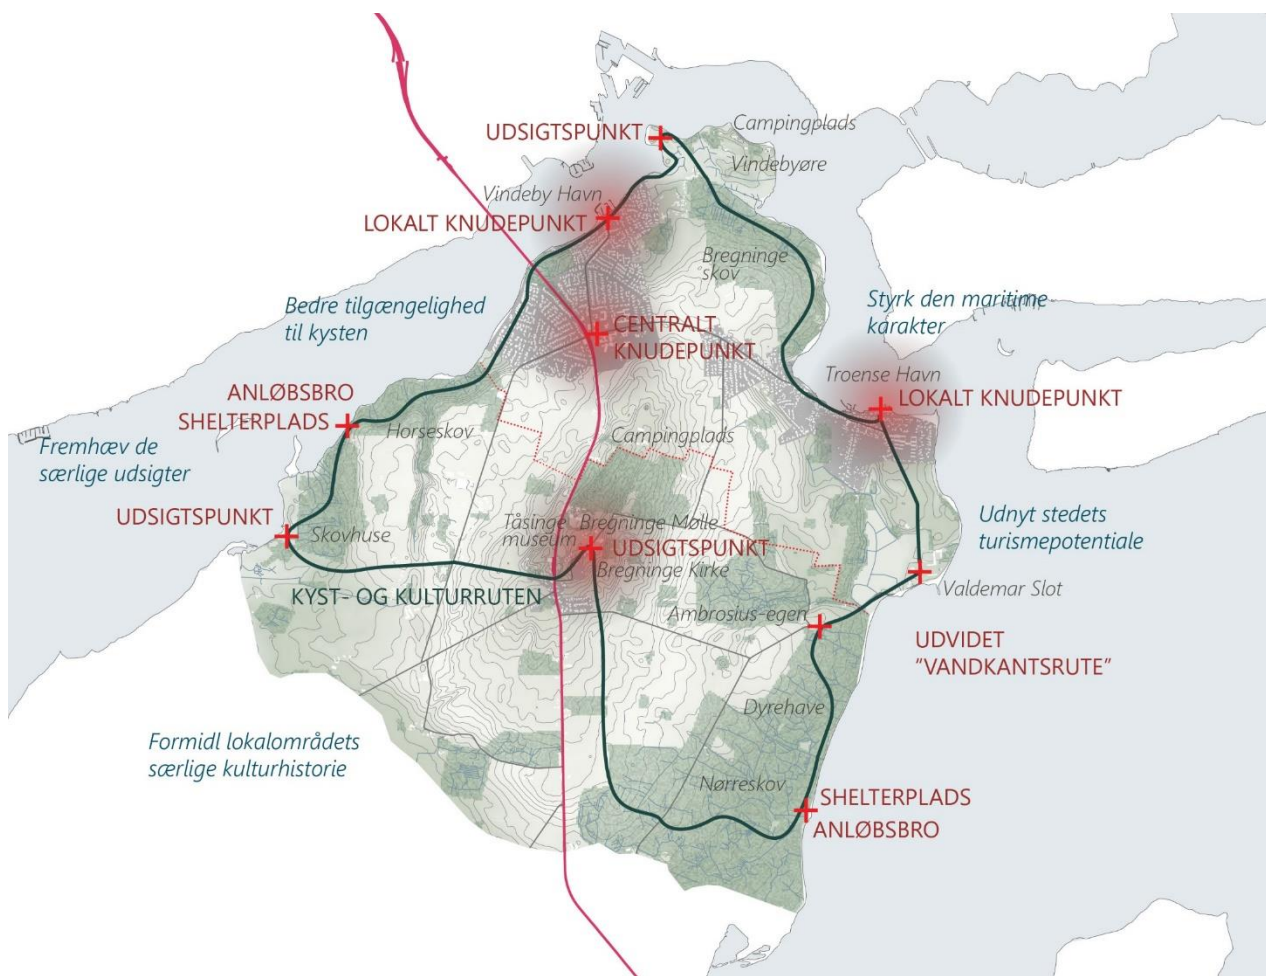 Campingplads
UDSIGTSPUNKT
Vindebyøre
Vindeby Havn
LOKALT KNUDEPUNKT
Bregninge
skov
Bedre tilgængelighed
til kysten
Styrk den maritime
karakter
CENTRALT
KNUDEPUNKT
Troense Havn
LOKALT KNUDEPUNKT
ANLØBSBRO
SHELTERPLADS
Horseskov
Campingplads
Fremhæv de
særlige udsigter
UDSIGTSPUNKT
Skovhuse
Tåsinge
museum
Bregninge Mølle
UDSIGTSPUNKT
Bregninge Kirke
Udnyt stedets
turismepotentiale
KYST- OG KULTURRUTEN
Valdemar Slot
Ambrosius-egen
UDVIDET
"VANDKANTSRUTE"
Dyrehave
Formidl lokalområdets
særlige kulturhistorie
Nørreskov
SHELTERPLADS
ANLØBSBRO